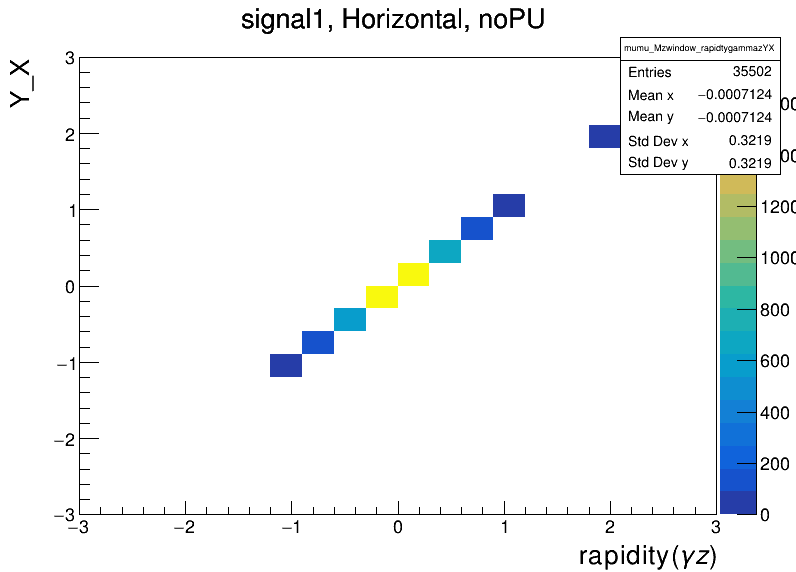 signal1, Horizontal, noPU
mumu_Mzwindow_rapidtygammazYX
Entries 35502
Mean x −0.0007124
Mean y −0.0007124
Std Dev x 0.3219
Std Dev y 0.3219
Y_X
3
2
1
0
−1
−2
−3
−3
−2
−1
0
1
2
3
rapidity(γz)
1200
1000
800
600
400
200
0